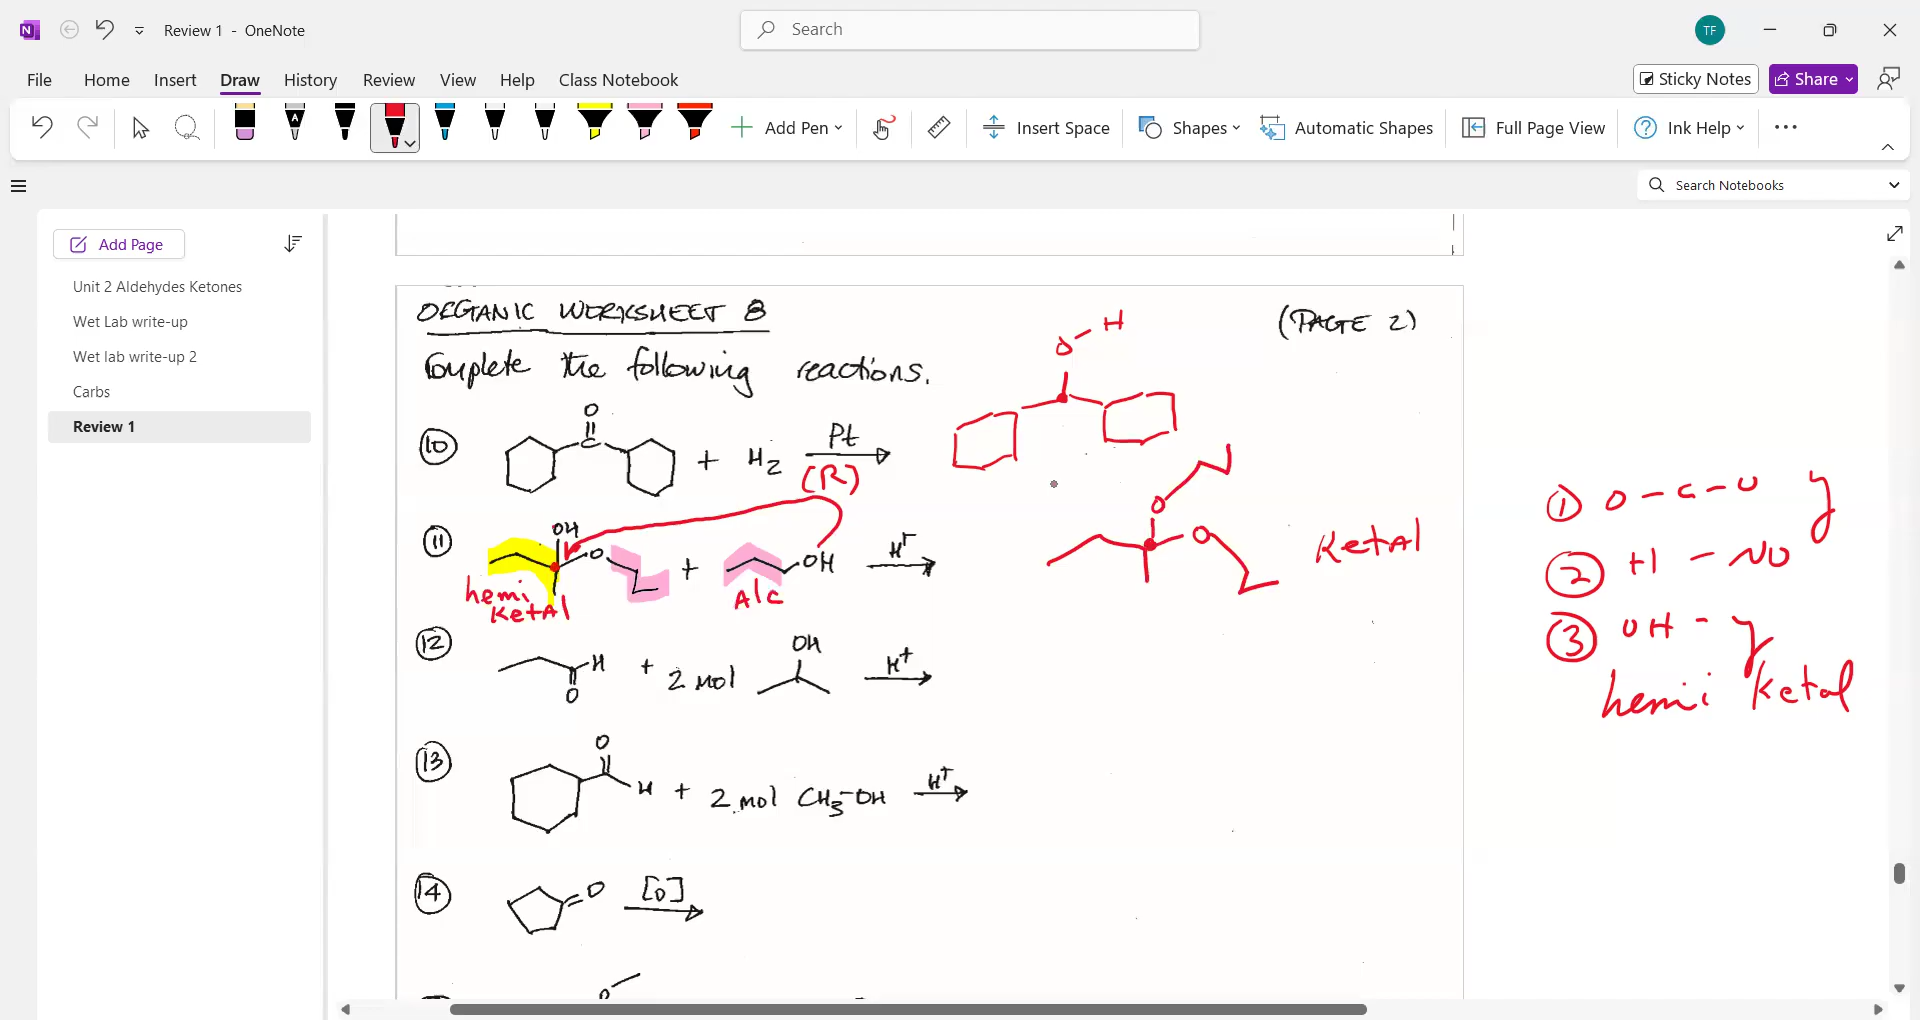 Review 1 - OneNote
Search
TF
File Home Insert Draw History Review View Help Class Notebook
Sticky Notes
Share
A
Add Pen
Insert Space
Shapes
Automatic Shapes
Full Page View
Ink Help
Search Notebooks
Add Page
Unit 2 Aldehydes Ketones
Wet Lab write-up
Wet lab write-up 2
Carbs
Review 1
ORGANIC WORKSHEET 8
(PAGE 2)
Complete the following reactions.
O-H
10
O
C
+ H2
Pt
(R)
11
OH
O
+
OH
H+
hemi
KetAl
Alc
O
O
KetAl
12
H
O
+ 2 mol
OH
H+
13
O
H
+ 2 mol CH3-OH
H+
14
O
[O]
O
1 O-C-O y
2 H - NO
3 OH - y
hemi Ketal